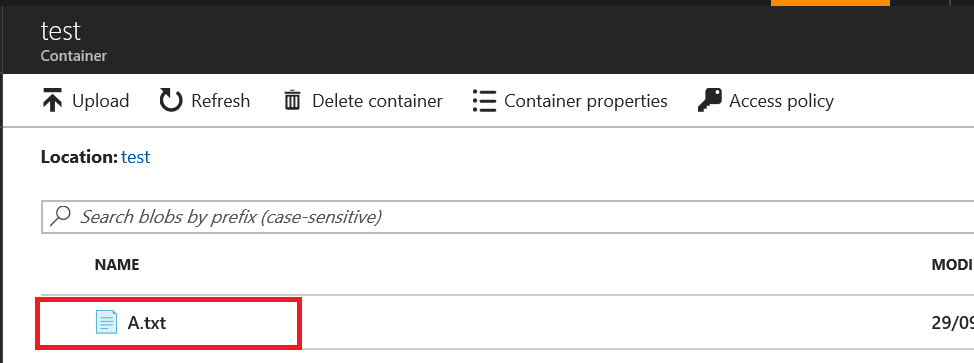 test
Container
Upload Refresh Delete container Container properties Access policy
Location: test
Search blobs by prefix (case-sensitive)
NAME MODI
A.txt 29/09